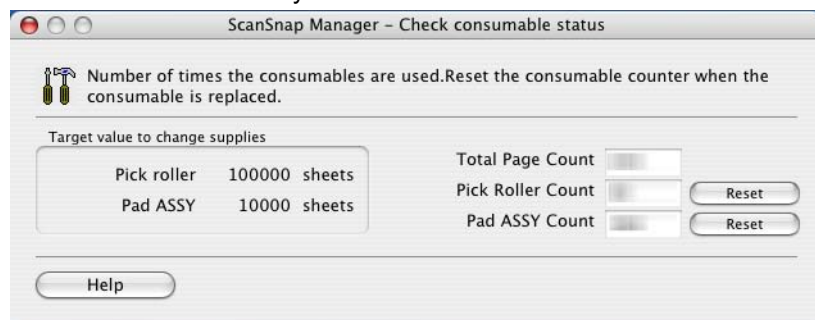 ScanSnap Manager – Check consumable status
Number of times the consumables are used.Reset the consumable counter when the
consumable is replaced.
Target value to change supplies
Pick roller 100000 sheets
Pad ASSY 10000 sheets
Total Page Count
Pick Roller Count Reset
Pad ASSY Count Reset
Help